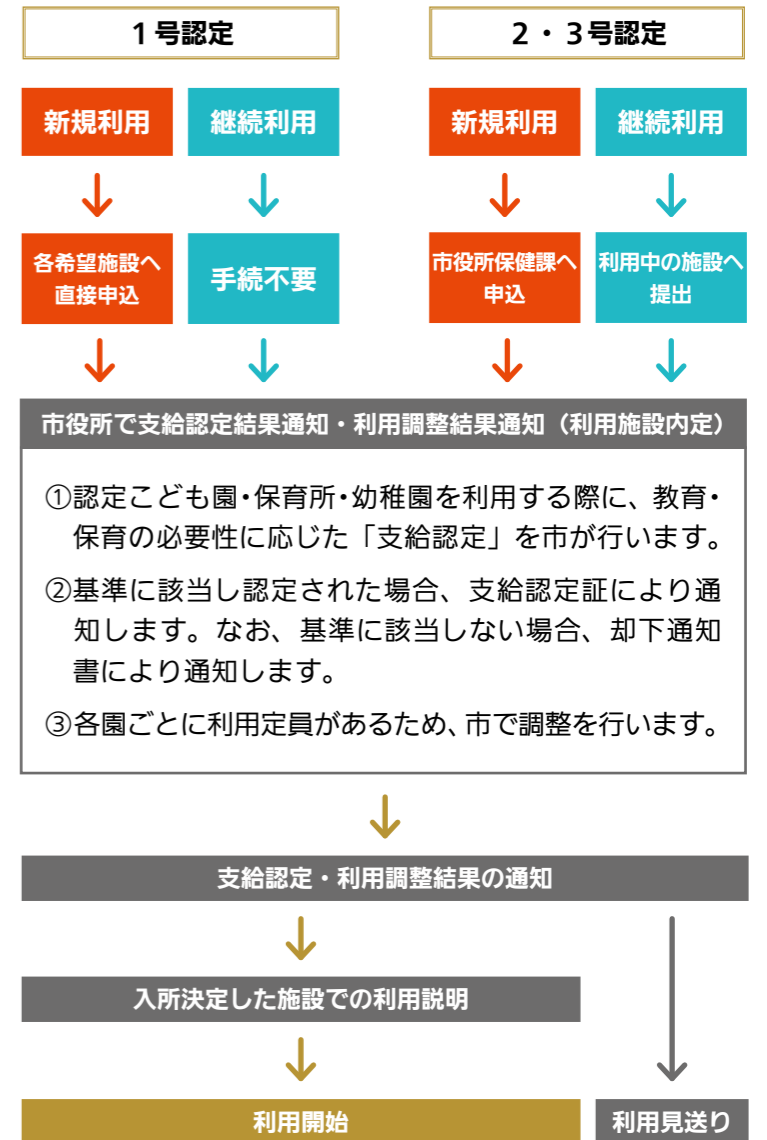 １号認定
２・３号認定
新規利用
継続利用
新規利用
継続利用
各希望施設へ
直接申込
手続不要
市役所保健課へ
申込
利用中の施設へ
提出
市役所で支給認定結果通知・利用調整結果通知（利用施設内定）
①認定こども園・保育所・幼稚園を利用する際に、教育・
保育の必要性に応じた「支給認定」を市が行います。
②基準に該当し認定された場合、支給認定証により通
知します。なお、基準に該当しない場合、却下通知
書により通知します。
③各園ごとに利用定員があるため、市で調整を行います。
支給認定・利用調整結果の通知
入所決定した施設での利用説明
利用開始
利用見送り